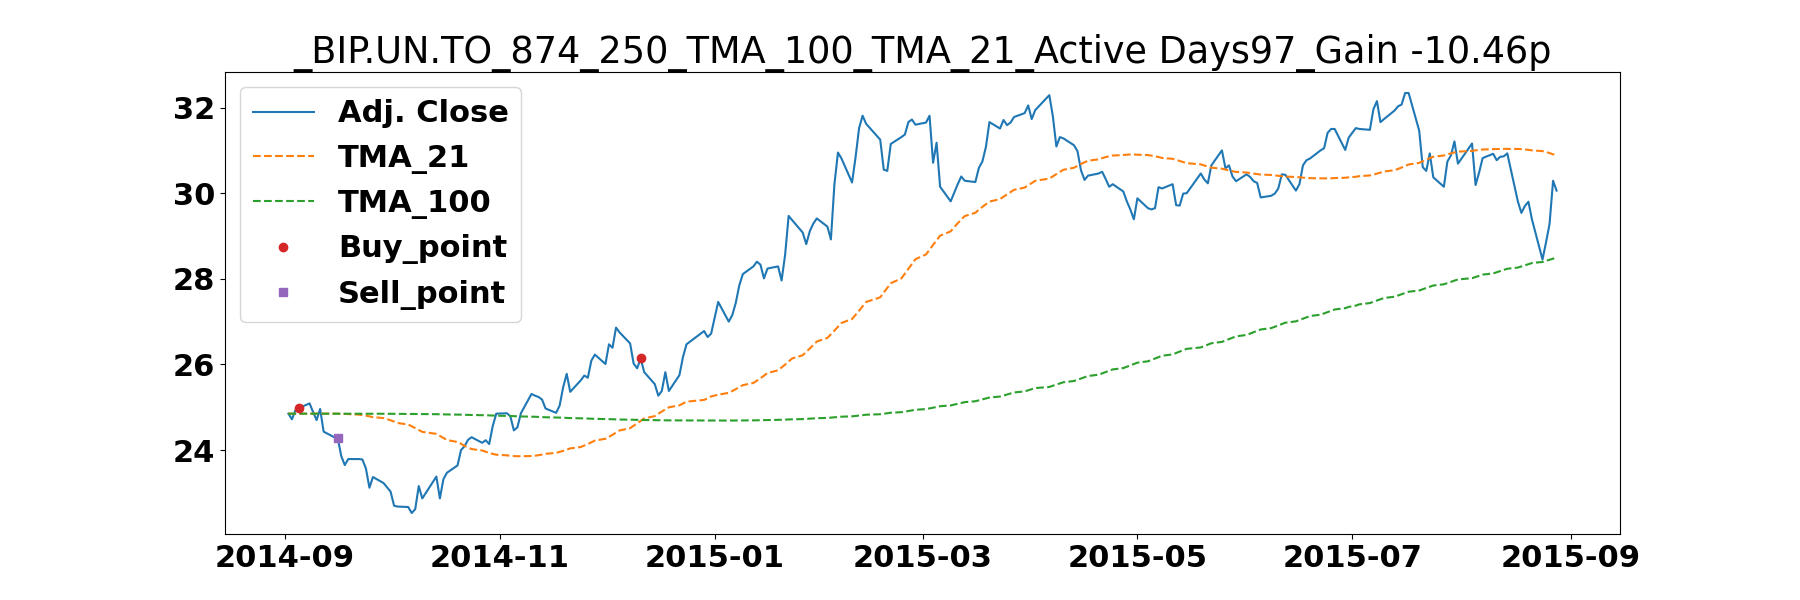 _BIP.UN.TO_874_250_TMA_100_TMA_21_Active Days97_Gain -10.46p
Adj. Close
TMA_21
TMA_100
Buy_point
Sell_point
32
30
28
26
24
2014-09 2014-11 2015-01 2015-03 2015-05 2015-07 2015-09